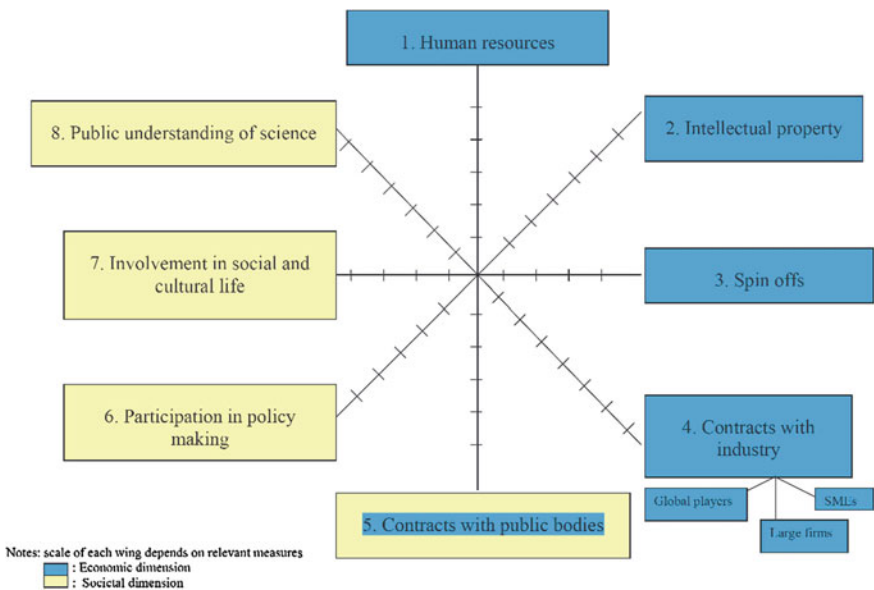 1. Human resources
8. Public understanding of science
2. Intellectual property
7. Involvement in social and
cultural life
3. Spin offs
6. Participation in policy
making
4. Contracts with
industry
Global players
SMEs
Large firms
5. Contracts with public bodies
Notes: scale of each wing depends on relevant measures
: Economic dimension
: Societal dimension